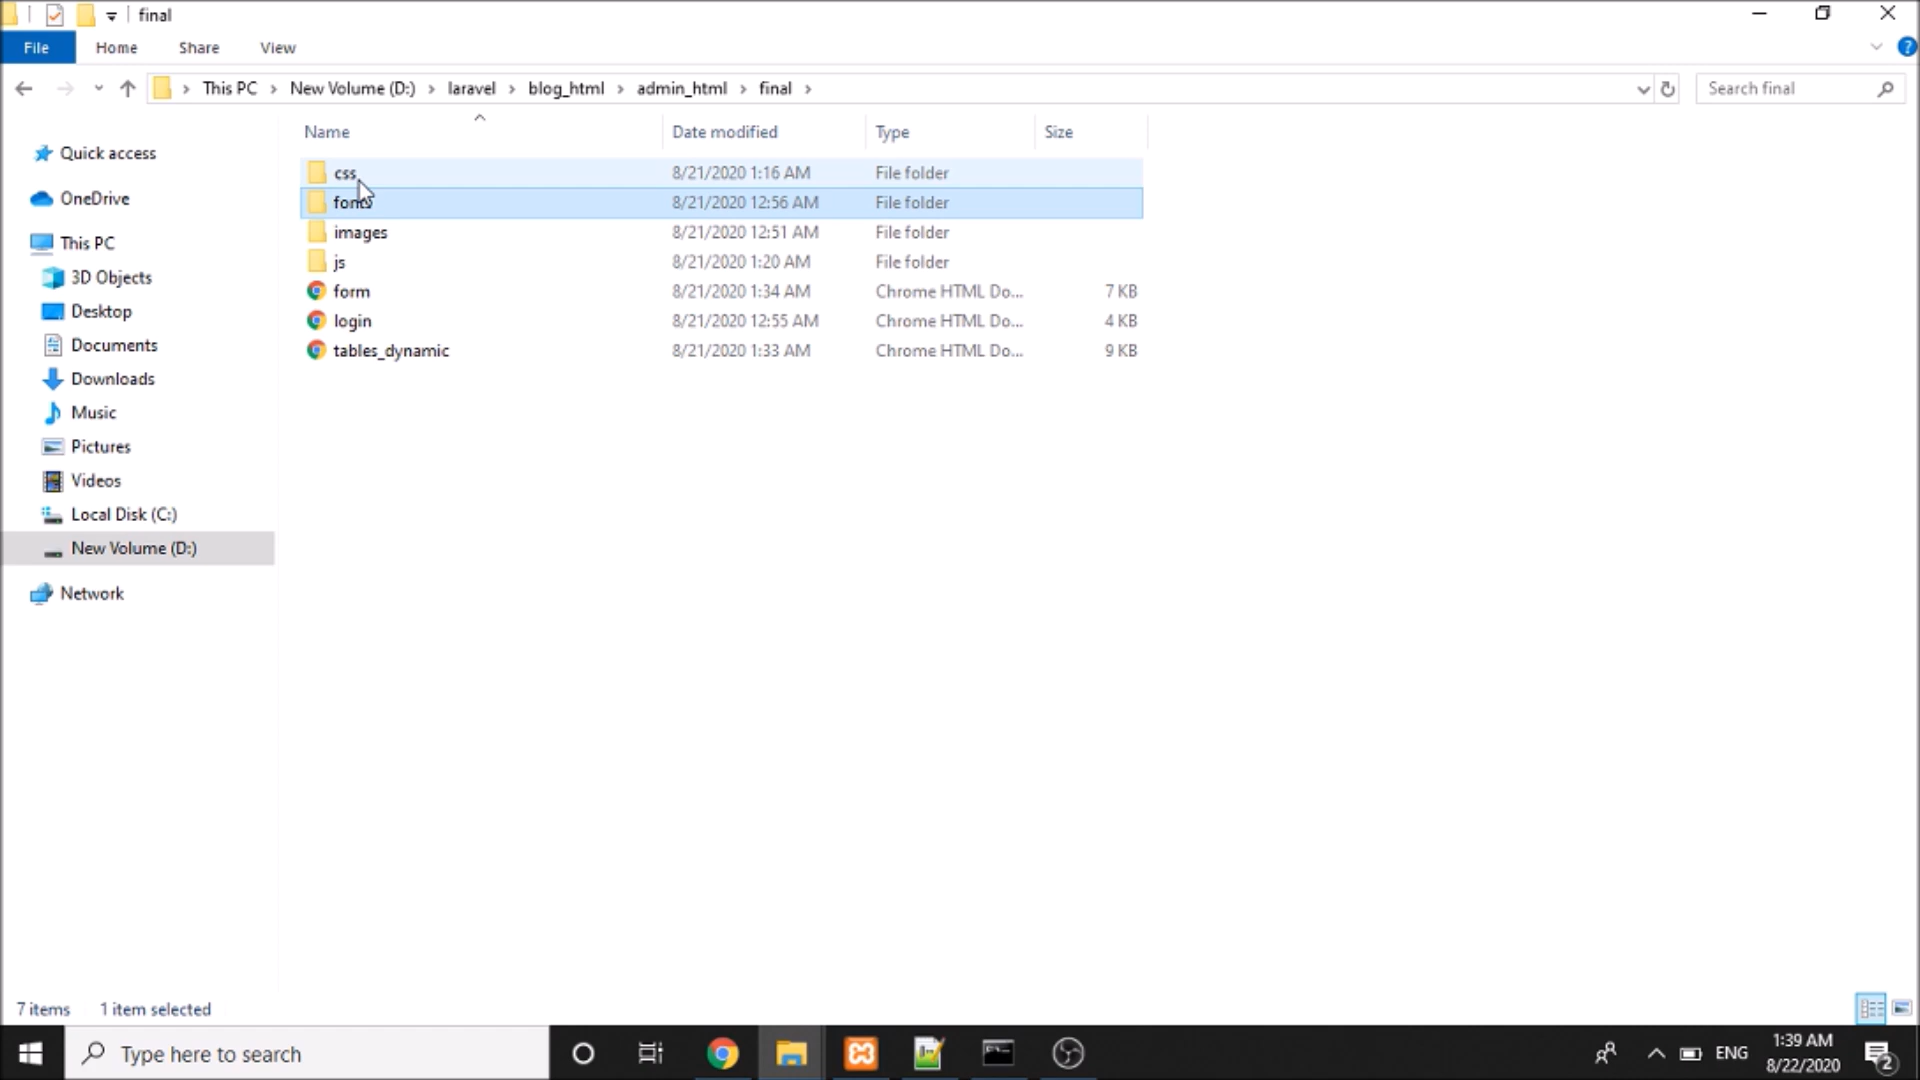 final
File Home Share View
This PC New Volume (D:) laravel blog_html admin_html final
Search final
Name Date modified Type Size
Quick access
OneDrive
This PC
3D Objects
Desktop
Documents
Downloads
Music
Pictures
Videos
Local Disk (C:)
New Volume (D:)
Network
css 8/21/2020 1:16 AM File folder
fonts 8/21/2020 12:56 AM File folder
images 8/21/2020 12:51 AM File folder
js 8/21/2020 1:20 AM File folder
form 8/21/2020 1:34 AM Chrome HTML Do... 7 KB
login 8/21/2020 12:55 AM Chrome HTML Do... 4 KB
tables_dynamic 8/21/2020 1:33 AM Chrome HTML Do... 9 KB
7 items 1 item selected
Type here to search
ENG
1:39 AM
8/22/2020
2